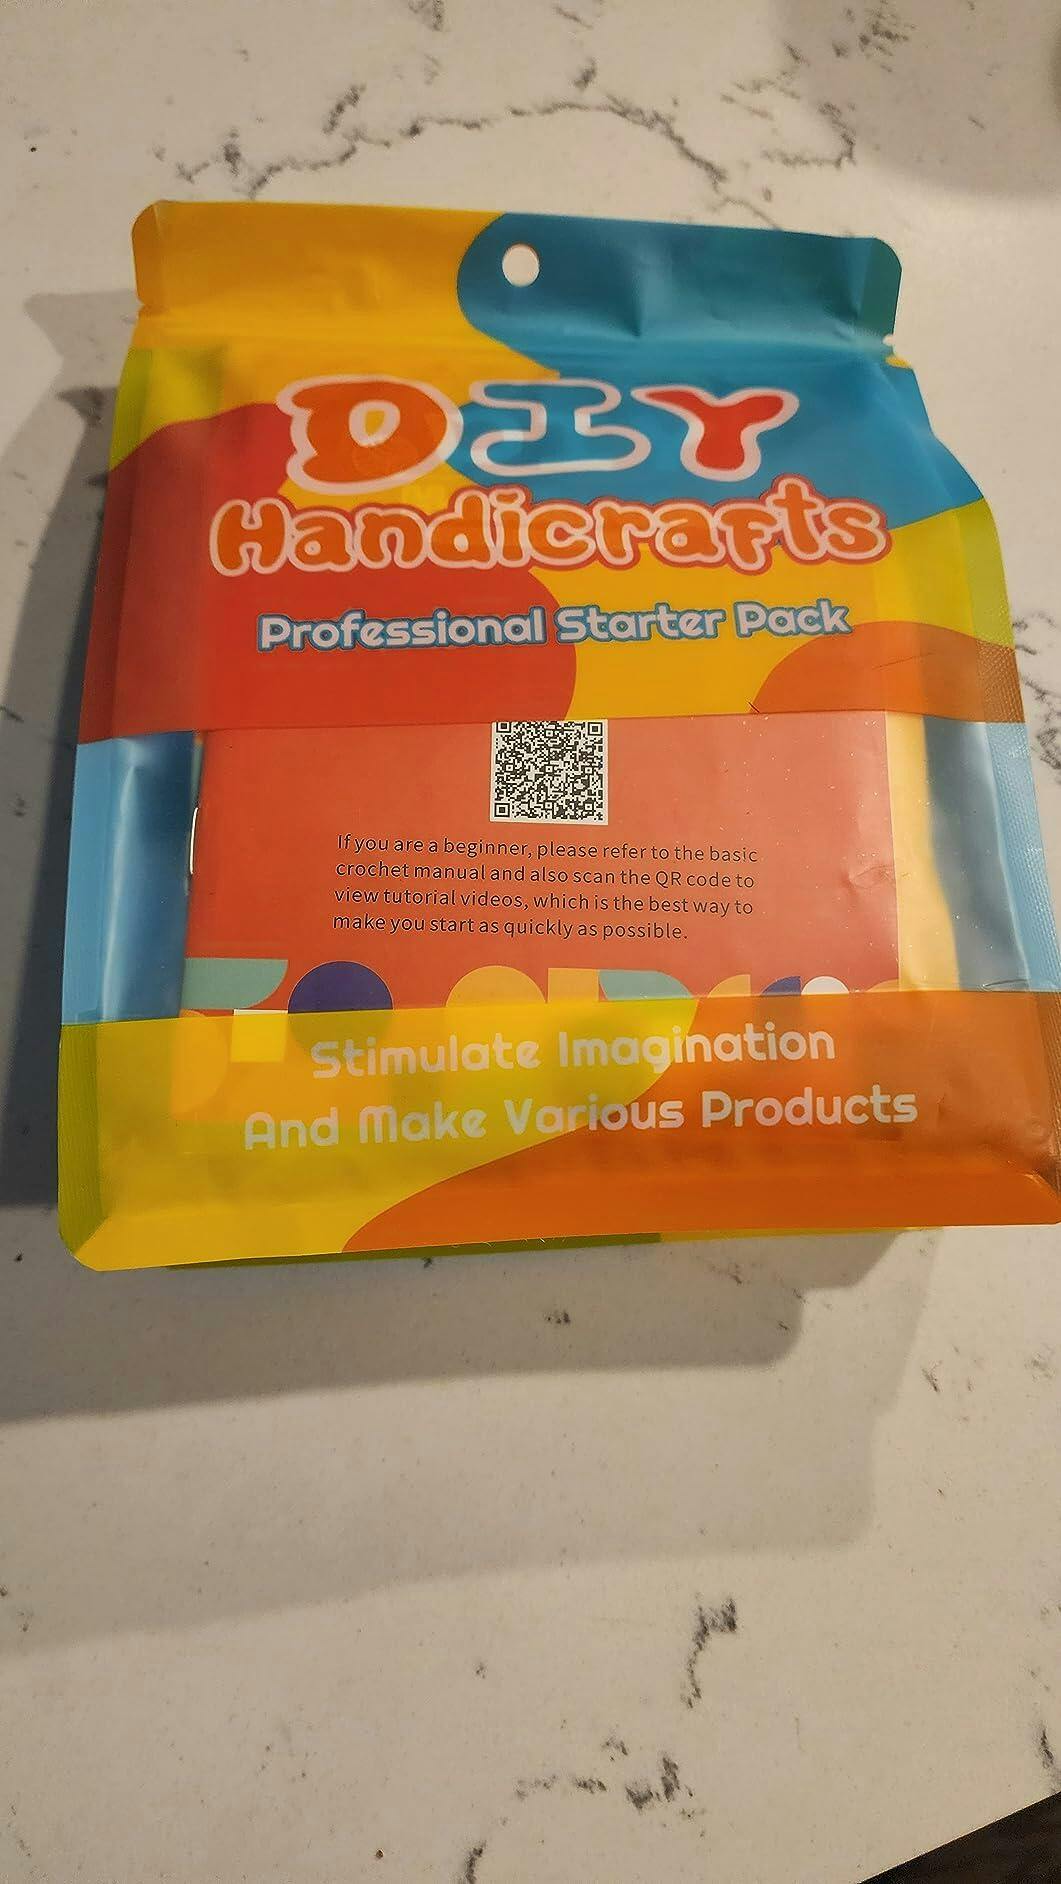 DIY
Handicrafts
Professional Starter Pack
If you are a beginner, please refer to the basic
crochet manual and also scan the QR code to
view tutorial videos, which is the best way to
make you start as quickly as possible.
Stimulate Imagination
And Make Various Products